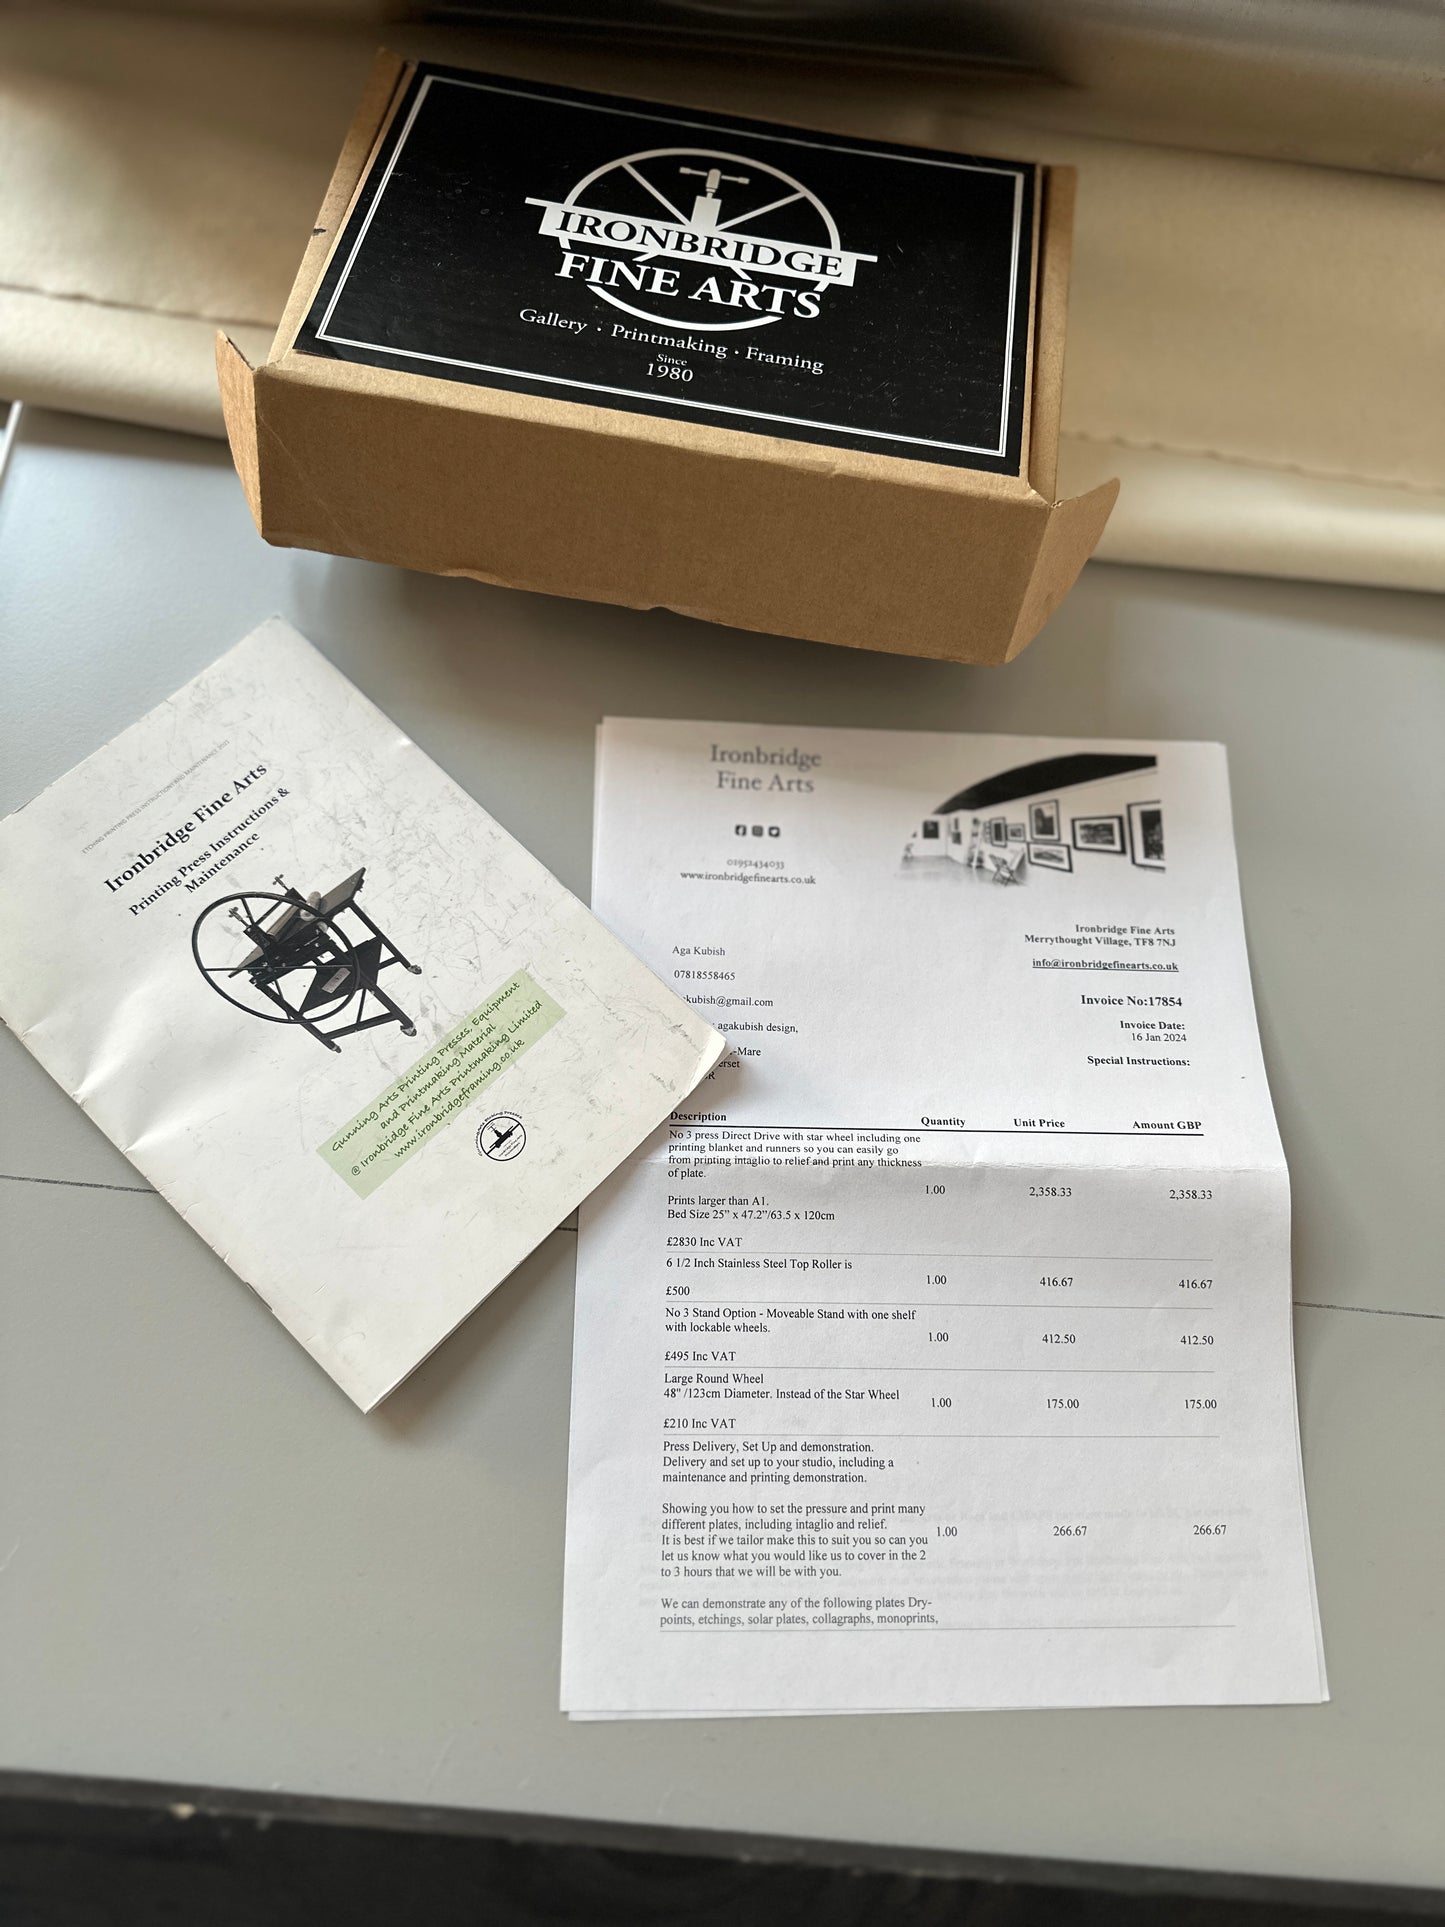 IRONBRIDGE
FINE ARTS
Gallery · Printmaking · Framing
Since
1980
ETCHING PRINTING PRESS INSTRUCTIONS AND MAINTENANCE 2021
Ironbridge Fine Arts
Printing Press Instructions &
Maintenance
Gunning Arts Printing Presses, Equipment
and Printmaking Material
@ Ironbridge Fine Arts Printmaking Limited
www.ironbridgeframing.co.uk
Ironbridge
Fine Arts
01952434033
www.ironbridgefinearts.co.uk
Ironbridge Fine Arts
Merrythought Village, TF8 7NJ
info@ironbridgefinearts.co.uk
Invoice No:17854
Invoice Date:
16 Jan 2024
Special Instructions:
Aga Kubish
07818558465
kubish@gmail.com
agakubish design,
-Mare
erset
R
Description Quantity Unit Price Amount GBP
No 3 press Direct Drive with star wheel including one
printing blanket and runners so you can easily go
from printing intaglio to relief and print any thickness
of plate.
1.00 2,358.33 2,358.33
Prints larger than A1.
Bed Size 25" x 47.2"/63.5 x 120cm
£2830 Inc VAT
6 1/2 Inch Stainless Steel Top Roller is
1.00 416.67 416.67
£500
No 3 Stand Option - Moveable Stand with one shelf
with lockable wheels.
1.00 412.50 412.50
£495 Inc VAT
Large Round Wheel
48" /123cm Diameter. Instead of the Star Wheel
1.00 175.00 175.00
£210 Inc VAT
Press Delivery, Set Up and demonstration.
Delivery and set up to your studio, including a
maintenance and printing demonstration.
Showing you how to set the pressure and print many
different plates, including intaglio and relief.
It is best if we tailor make this to suit you so can you
1.00 266.67 266.67
let us know what you would like us to cover in the 2
to 3 hours that we will be with you.
We can demonstrate any of the following plates Dry-
points, etchings, solar plates, collagraphs, monoprints,